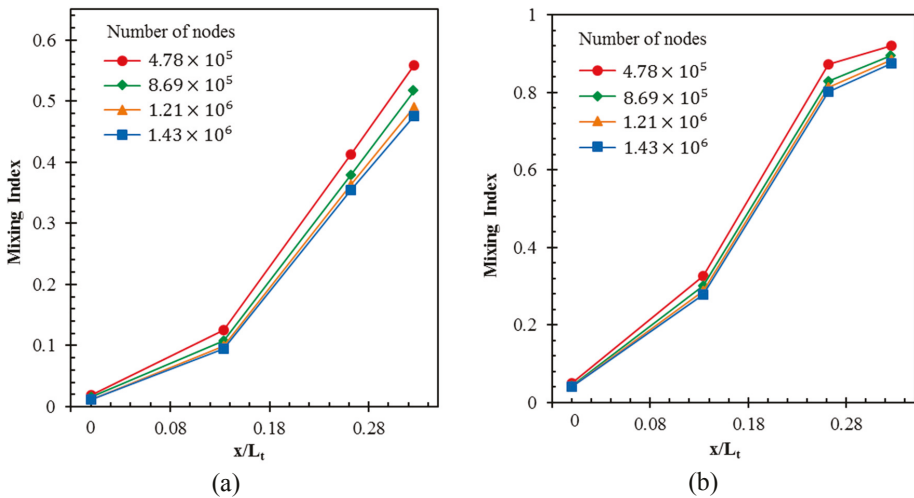 0.6
0.5
0.4
0.3
0.2
0.1
0
Mixing Index
Number of nodes
4.78 × 10⁵
8.69 × 10⁵
1.21 × 10⁶
1.43 × 10⁶
0 0.08 0.18 0.28
x/Lₜ
(a)
1
0.8
0.6
0.4
0.2
0
Mixing Index
Number of nodes
4.78 × 10⁵
8.69 × 10⁵
1.21 × 10⁶
1.43 × 10⁶
0 0.08 0.18 0.28
x/Lₜ
(b)